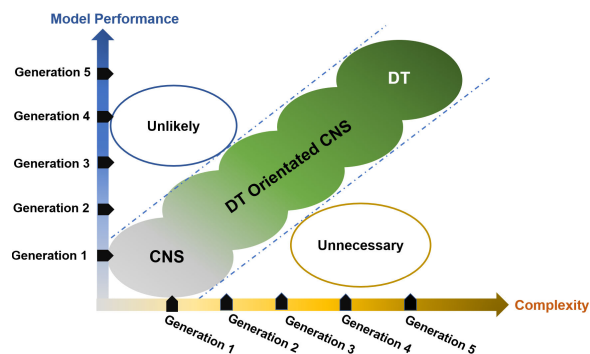 Model Performance
Generation 5
DT
Generation 4
Unlikely
Generation 3
DT Orientated CNS
Generation 2
Unnecessary
Generation 1
CNS
Complexity
Generation 1
Generation 2
Generation 3
Generation 4
Generation 5